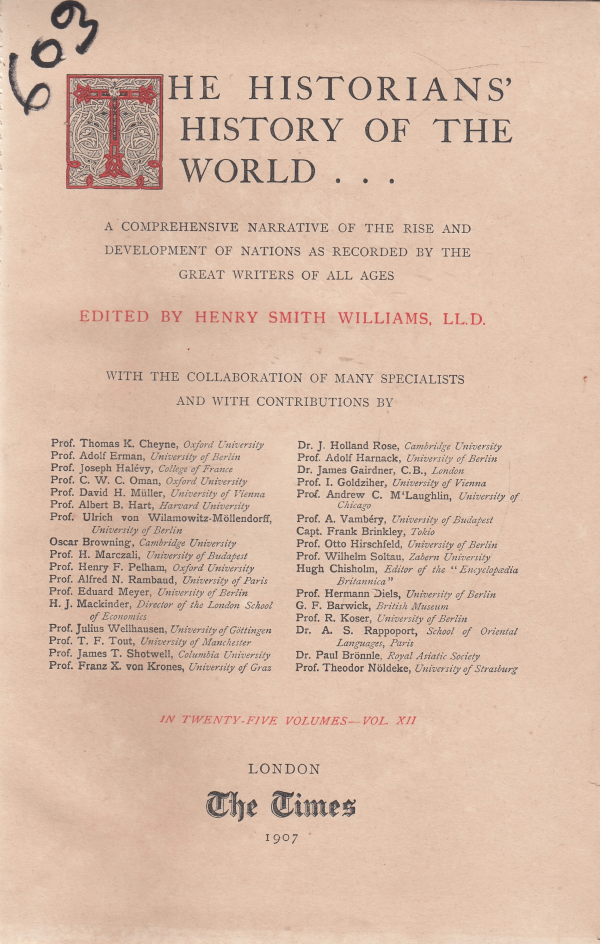 609
THE HISTORIANS'
HISTORY OF THE
WORLD . . .
A COMPREHENSIVE NARRATIVE OF THE RISE AND
DEVELOPMENT OF NATIONS AS RECORDED BY THE
GREAT WRITERS OF ALL AGES
EDITED BY HENRY SMITH WILLIAMS, LL.D.
WITH THE COLLABORATION OF MANY SPECIALISTS
AND WITH CONTRIBUTIONS BY
Prof. Thomas K. Cheyne, Oxford University
Prof. Adolf Erman, University of Berlin
Prof. Joseph Halévy, College of France
Prof. C. W. C. Oman, Oxford University
Prof. David H. Müller, University of Vienna
Prof. Albert B. Hart, Harvard University
Prof. Ulrich von Wilamowitz-Möllendorff,
University of Berlin
Oscar Browning, Cambridge University
Prof. H. Marczali, University of Budapest
Prof. Henry F. Pelham, Oxford University
Prof. Alfred N. Rambaud, University of Paris
Prof. Eduard Meyer, University of Berlin
H. J. Mackinder, Director of the London School
of Economics
Prof. Julius Wellhausen, University of Göttingen
Prof. T. F. Tout, University of Manchester
Prof. James T. Shotwell, Columbia University
Prof. Franz X. von Krones, University of Graz
Dr. J. Holland Rose, Cambridge University
Prof. Adolf Harnack, University of Berlin
Dr. James Gairdner, C.B., London
Prof. I. Goldziher, University of Vienna
Prof. Andrew C. M'Laughlin, University of
Chicago
Prof. A. Vambéry, University of Budapest
Capt. Frank Brinkley, Tokio
Prof. Otto Hirschfeld, University of Berlin
Prof. Wilhelm Soltau, Zabern University
Hugh Chisholm, Editor of the "Encyclopædia
Britannica"
Prof. Hermann Diels, University of Berlin
G. F. Barwick, British Museum
Prof. R. Koser, University of Berlin
Dr. A. S. Rappoport, School of Oriental
Languages, Paris
Dr. Paul Brönnle, Royal Asiatic Society
Prof. Theodor Nöldeke, University of Strasburg
IN TWENTY-FIVE VOLUMES—VOL. XII
LONDON
The Times
1907